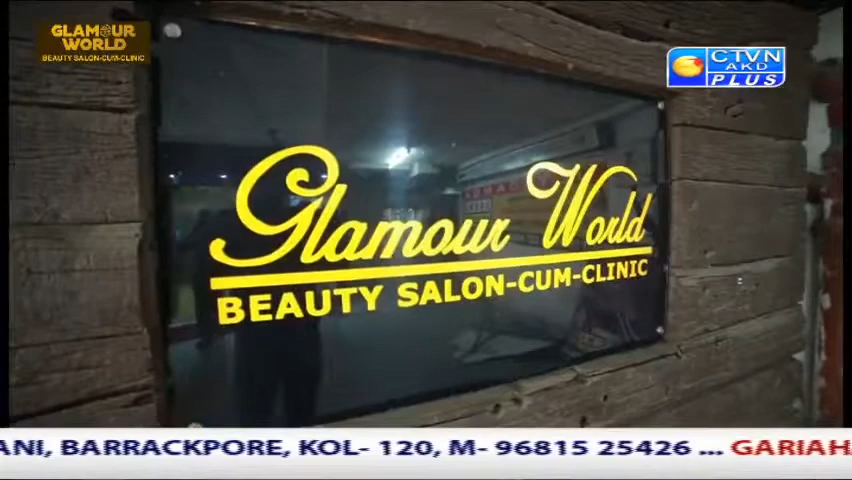 GLAMOUR
WORLD
BEAUTY SALON-CUM-CLINIC
CTVN
AKD
PLUS
Glamour World
BEAUTY SALON-CUM-CLINIC
ANI, BARRACKPORE, KOL- 120, M- 96815 25426 ... GARIAH